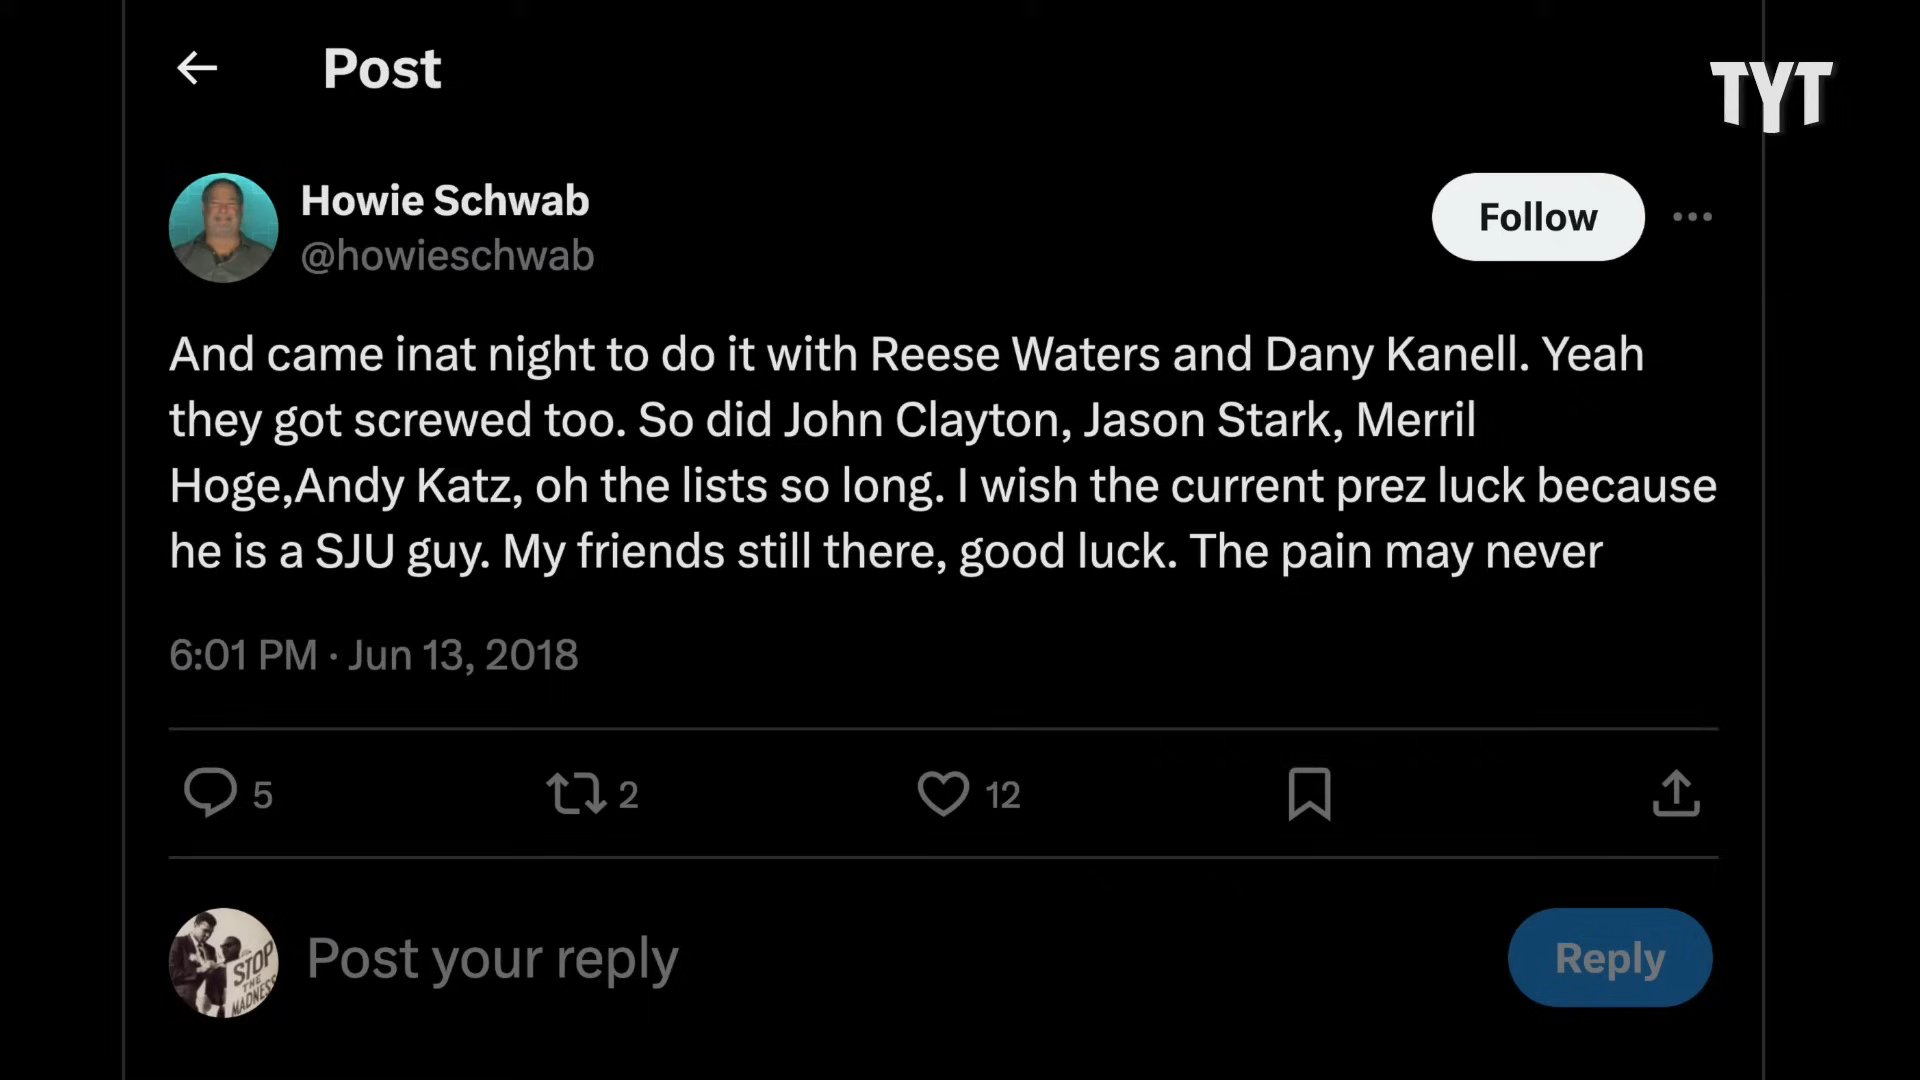 Post
TYT
Howie Schwab
@howieschwab
Follow
And came inat night to do it with Reese Waters and Dany Kanell. Yeah
they got screwed too. So did John Clayton, Jason Stark, Merril
Hoge,Andy Katz, oh the lists so long. I wish the current prez luck because
he is a SJU guy. My friends still there, good luck. The pain may never
6:01 PM · Jun 13, 2018
5 2 12
STOP
THE
MADNESS
Post your reply
Reply